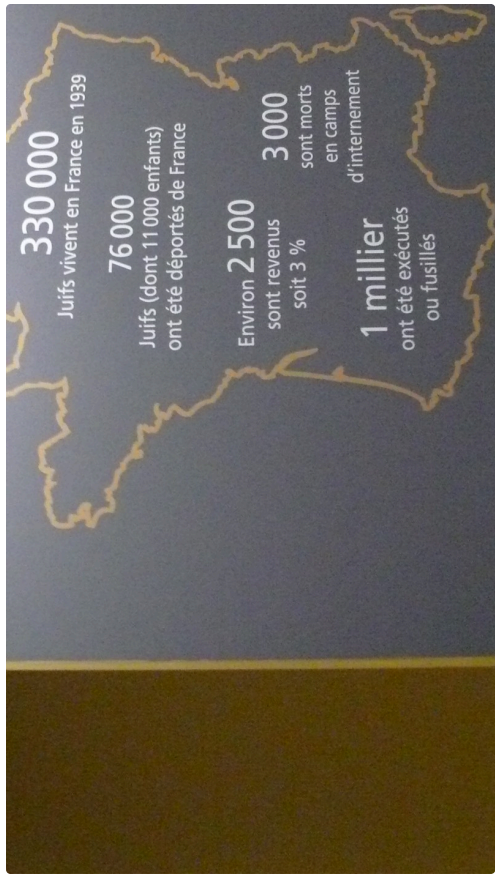 330 000
Juifs vivent en France en 1939
76 000
Juifs (dont 11 000 enfants)
ont été déportés de France
Environ 2 500
sont revenus
soit 3 %
3 000
sont morts
en camps
d'internement
1 millier
ont été exécutés
ou fusillés